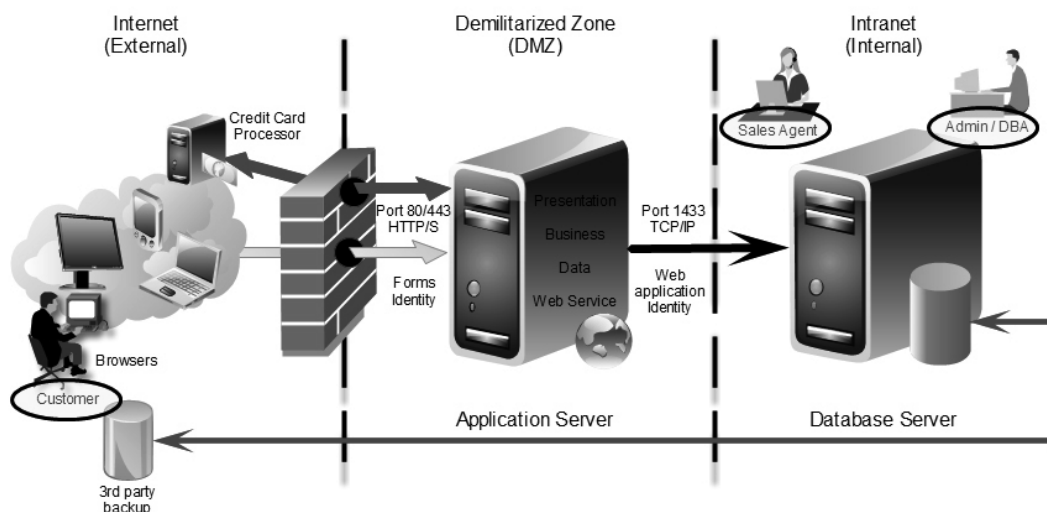 Internet
(External)
Demilitarized Zone
(DMZ)
Intranet
(Internal)
Credit Card
Processor
Sales Agent
Admin / DBA
Port 80/443
HTTP/S
Presentation
Business
Data
Web Service
Port 1433
TCP/IP
Forms
Identity
Web
application
Identity
Browsers
Customer
Application Server
Database Server
3rd party
backup